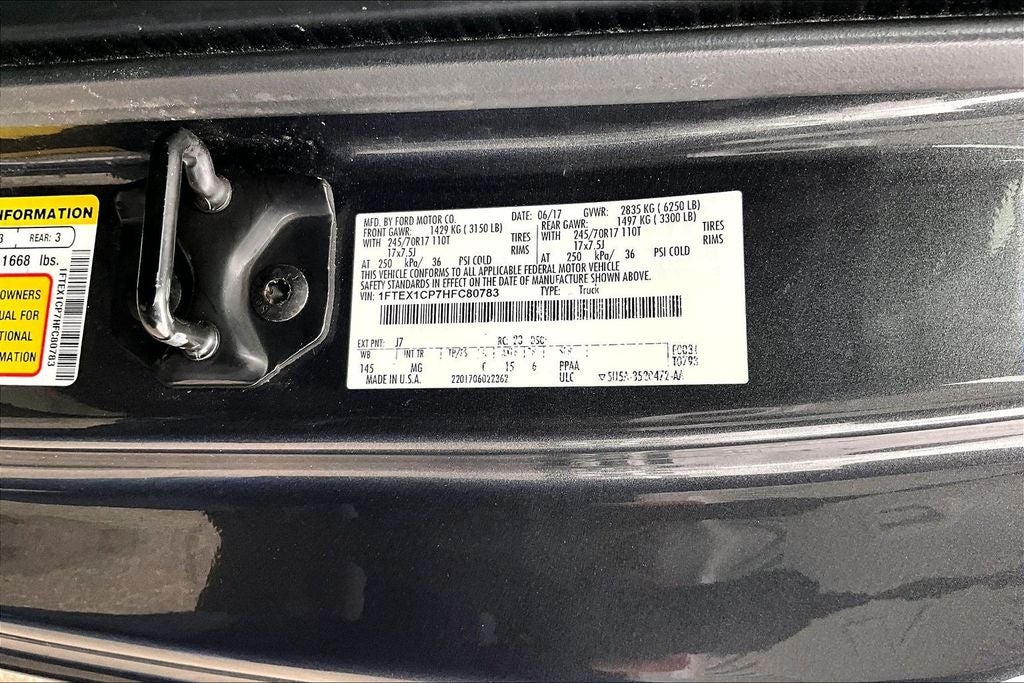 NFORMATION
3 REAR: 3
1668 lbs.
OWNERS
UAL FOR
TIONAL
MATION
1FTEX1CP7HFC80783
MFD. BY FORD MOTOR CO. DATE: 06/17 GVWR: 2835 KG ( 6250 LB)
FRONT GAWR: 1429 KG ( 3150 LB) REAR GAWR: 1497 KG ( 3300 LB)
WITH 245/70R17 110T TIRES WITH 245/70R17 110T TIRES
17x7.5J RIMS 17x7.5J RIMS
AT 250 kPa/ 36 PSI COLD AT 250 kPa/ 36 PSI COLD
THIS VEHICLE CONFORMS TO ALL APPLICABLE FEDERAL MOTOR VEHICLE
SAFETY STANDARDS IN EFFECT ON THE DATE OF MANUFACTURE SHOWN ABOVE.
VIN: 1FTEX1CP7HFC80783 TYPE: Truck
EXT PNT: J7 RC: 
WB INT TR
145 MG 15 6 PPAA
MADE IN U.S.A. 2201706022362 ULC